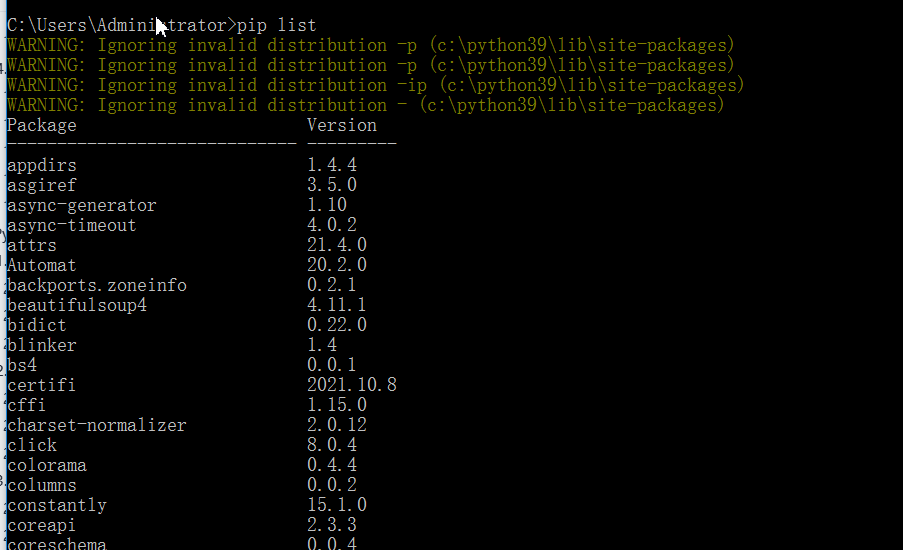 C:\Users\Administrator>pip list
WARNING: Ignoring invalid distribution -p (c:\python39\lib\site-packages)
WARNING: Ignoring invalid distribution -p (c:\python39\lib\site-packages)
WARNING: Ignoring invalid distribution -ip (c:\python39\lib\site-packages)
WARNING: Ignoring invalid distribution - (c:\python39\lib\site-packages)
Package Version
----------------------------- ---------
appdirs 1.4.4
asgiref 3.5.0
async-generator 1.10
async-timeout 4.0.2
attrs 21.4.0
Automat 20.2.0
backports.zoneinfo 0.2.1
beautifulsoup4 4.11.1
bidict 0.22.0
blinker 1.4
bs4 0.0.1
certifi 2021.10.8
cffi 1.15.0
charset-normalizer 2.0.12
click 8.0.4
colorama 0.4.4
columns 0.0.2
constantly 15.1.0
coreapi 2.3.3
coreschema 0.0.4